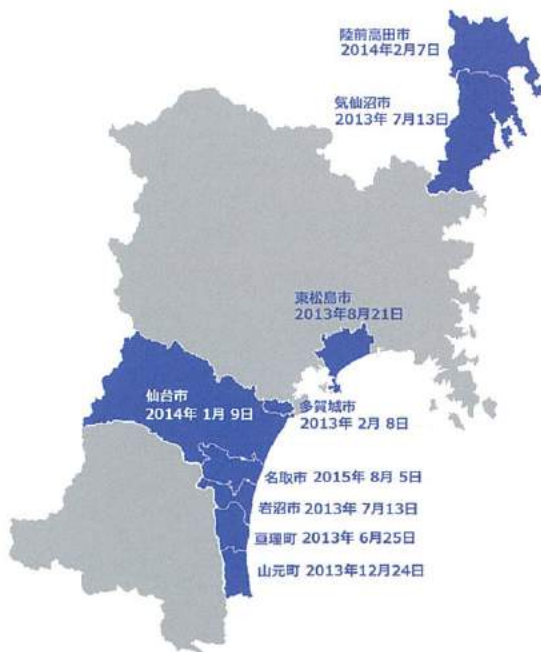 陸前高田市
2014年2月7日
気仙沼市
2013年 7月13日
東松島市
2013年8月21日
仙台市
2014年 1月 9日
多賀城市
2013年 2月 8日
名取市 2015年 8月 5日
岩沼市 2013年 7月13日
亘理町 2013年 6月25日
山元町 2013年12月24日